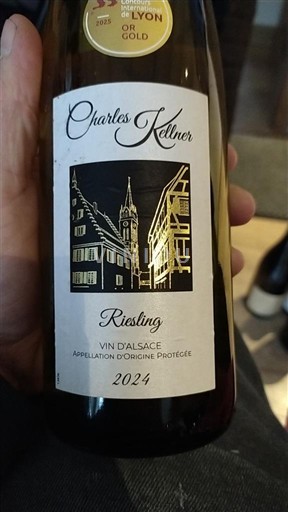 Concours
International
de LYON
2025
OR
GOLD
Charles Kellner
Riesling
VIN D'ALSACE
APPELLATION D'ORIGINE PROTÉGÉE
2024